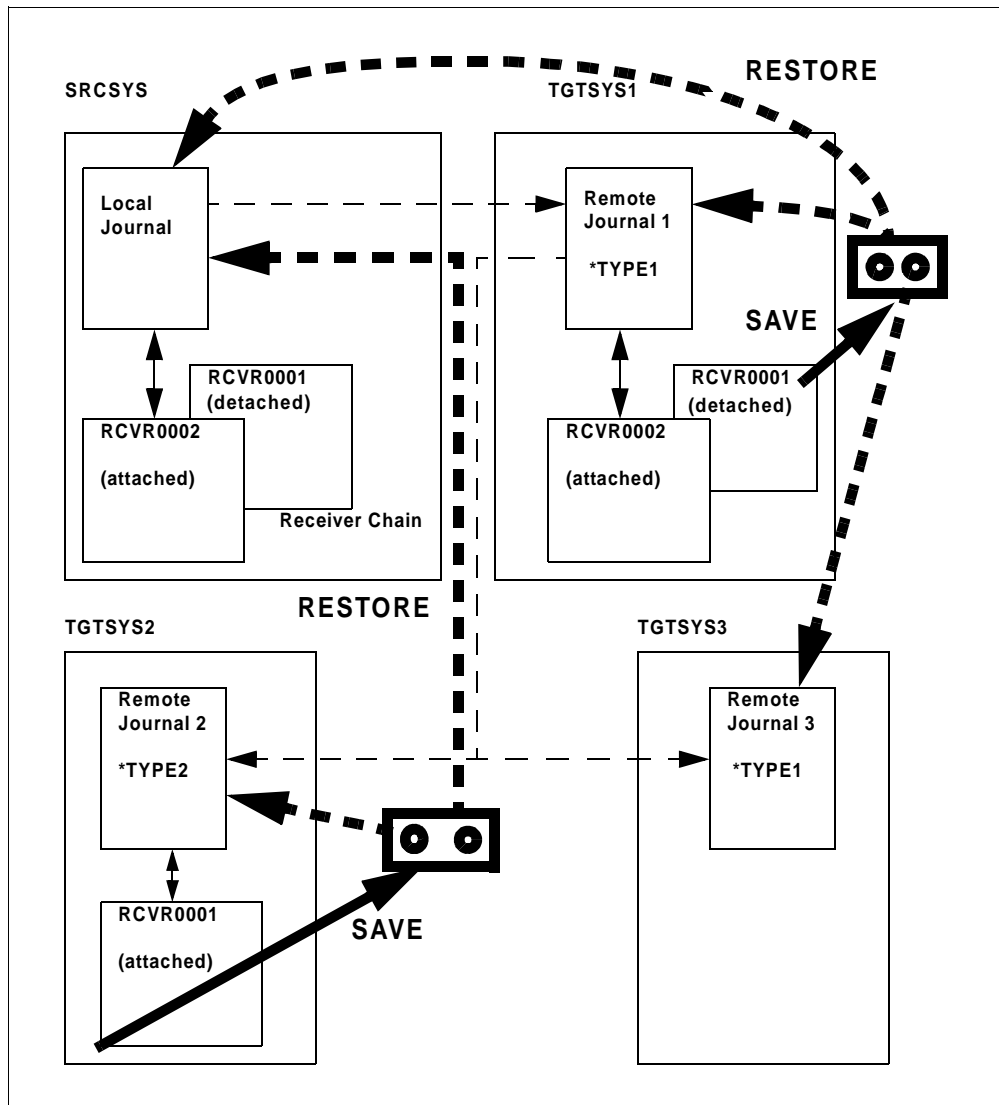 RESTORE
SRCSYS
TGTSYS1
Local
Journal
Remote
Journal 1
*TYPE1
SAVE
RCVR0001
(detached)
RCVR0002
(attached)
Receiver Chain
RCVR0001
(detached)
RCVR0002
(attached)
RESTORE
TGTSYS2
TGTSYS3
Remote
Journal 2
*TYPE2
Remote
Journal 3
*TYPE1
RCVR0001
(attached)
SAVE